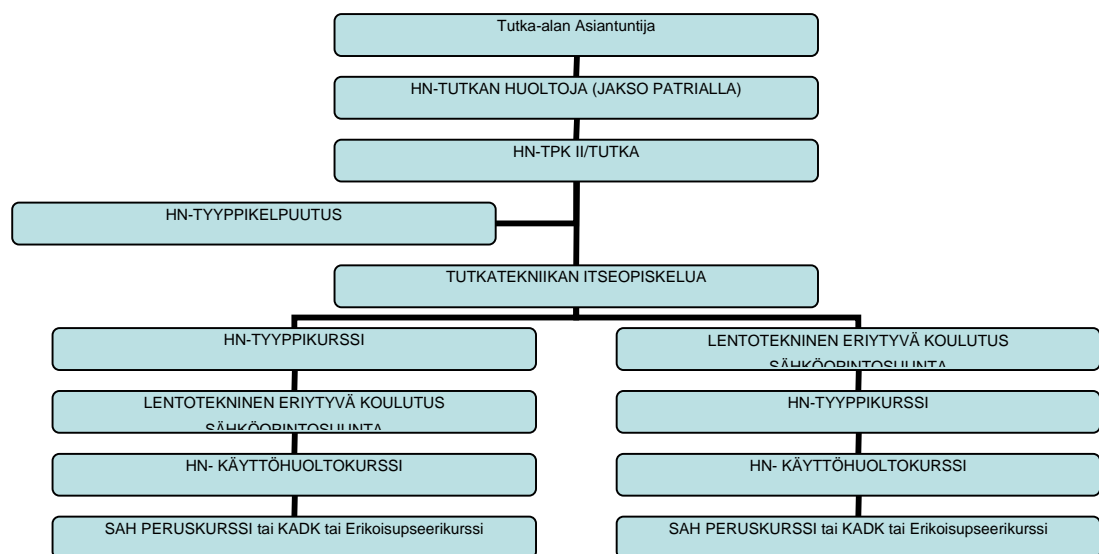 Tutka-alan Asiantuntija
HN-TUTKAN HUOLTOJA (JAKSO PATRIALLA)
HN-TPK II/TUTKA
HN-TYYPPIKELPUUTUS
TUTKATEKNIIKAN ITSEOPISKELUA
HN-TYYPPIKURSSI
LENTOTEKNINEN ERIYTYVÄ KOULUTUS
SÄHKÖOPINTOSUUNTA
LENTOTEKNINEN ERIYTYVÄ KOULUTUS
SÄHKÖOPINTOSUUNTA
HN-TYYPPIKURSSI
HN- KÄYTTÖHUOLTOKURSSI
HN- KÄYTTÖHUOLTOKURSSI
SAH PERUSKURSSI tai KADK tai Erikoisupseerikurssi
SAH PERUSKURSSI tai KADK tai Erikoisupseerikurssi